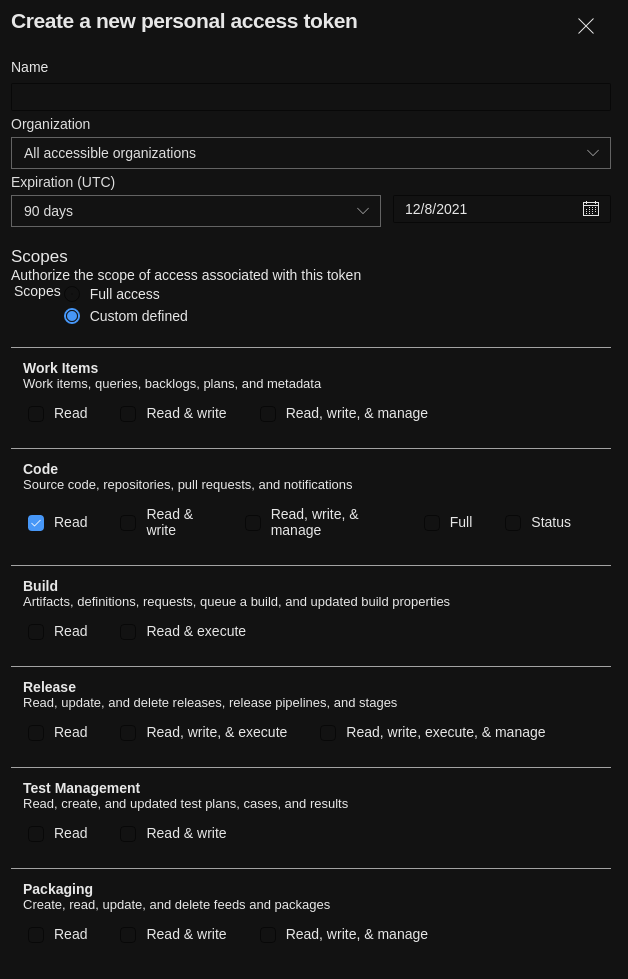 Create a new personal access token
Name
Organization
All accessible organizations
Expiration (UTC)
90 days
12/8/2021
Scopes
Authorize the scope of access associated with this token
Scopes
Full access
Custom defined
Work Items
Work items, queries, backlogs, plans, and metadata
Read Read & write Read, write, & manage
Code
Source code, repositories, pull requests, and notifications
Read
Read &
write
Read, write, &
manage
Full
Status
Build
Artifacts, definitions, requests, queue a build, and updated build properties
Read Read & execute
Release
Read, update, and delete releases, release pipelines, and stages
Read Read, write, & execute Read, write, execute, & manage
Test Management
Read, create, and updated test plans, cases, and results
Read Read & write
Packaging
Create, read, update, and delete feeds and packages
Read Read & write Read, write, & manage